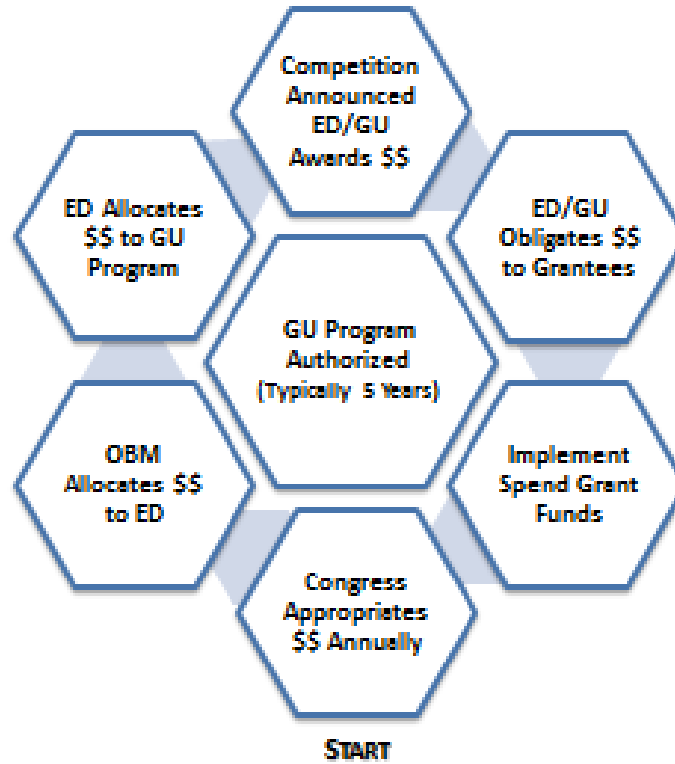 Competition
Announced
ED/GU
Awards $$
ED Allocates
$$ to GU
Program
ED/GU
Obligates $$
to Grantees
GU Program
Authorized
(Typically 5 Years)
OBM
Allocates $$
to ED
Implement
Spend Grant
Funds
Congress
Appropriates
$$ Annually
START